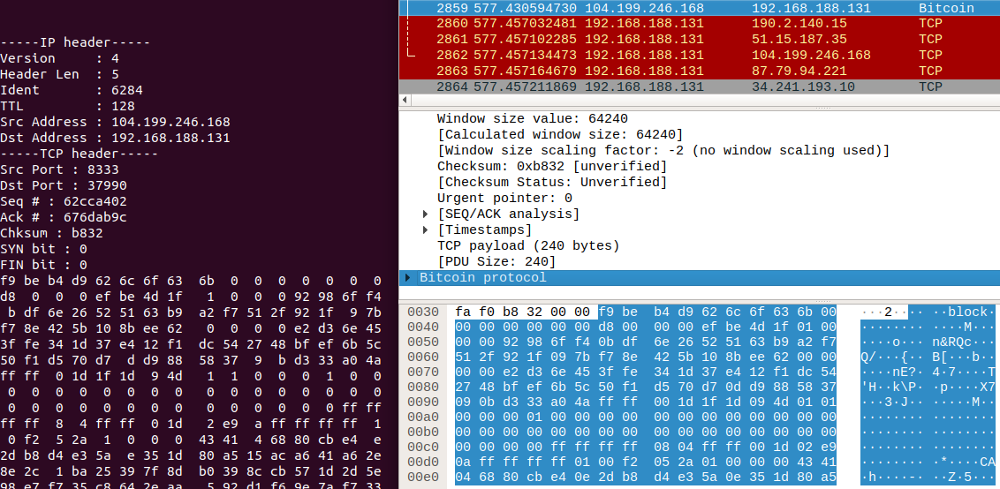 -----IP header-----
Version     : 4
Header Len  : 5
Ident       : 6284
TTL         : 128
Src Address : 104.199.246.168
Dst Address : 192.168.188.131
-----TCP header-----
Src Port : 8333
Dst Port : 37990
Seq # : 62cca402
Ack # : 676dab9c
Chksum : b832
SYN bit : 0
FIN bit : 0
f9 be b4 d9 62 6c 6f 63  6b  0  0  0  0  0  0  0
d8  0  0  0 ef be 4d 1f   1  0  0  0 92 98 6f f4
 b df 6e 26 52 51 63 b9  a2 f7 51 2f 92 1f  9 7b
f7 8e 42 5b 10 8b ee 62   0  0  0  0 e2 d3 6e 45
3f fe 34 1d 37 e4 12 f1  dc 54 27 48 bf ef 6b 5c
50 f1 d5 70 d7  d d9 88  58 37  9  b d3 33 a0 4a
ff ff  0 1d 1f 1d  9 4d   1  1  0  0  0  1  0  0
 0  0  0  0  0  0  0  0   0  0  0  0  0  0  0  0
 0  0  0  0  0  0  0  0   0  0  0  0  0  0 ff ff
ff ff  8  4 ff ff  0 1d   2 e9  a ff ff ff ff  1
 0 f2  5 2a  1  0  0  0  43 41  4 68 80 cb e4  e
2d b8 d4 e3 5a  e 35 1d  80 a5 15 ac a6 41 a6 2e
8e 2c  1 ba 25 39 7f 8d  b0 39 8c cb 57 1d 2d 5e
98 e7 f7 35 c8 64 2e aa   5 92 d1 f6 9e 7a f7 33
2859 577.430594730 104.199.246.168 192.168.188.131 Bitcoin
2860 577.457032481 192.168.188.131 190.2.140.15 TCP
2861 577.457102285 192.168.188.131 51.15.187.35 TCP
2862 577.457134473 192.168.188.131 104.199.246.168 TCP
2863 577.457164679 192.168.188.131 87.79.94.221 TCP
2864 577.457211869 192.168.188.131 34.241.193.10 TCP
Window size value: 64240
[Calculated window size: 64240]
[Window size scaling factor: -2 (no window scaling used)]
Checksum: 0xb832 [unverified]
[Checksum Status: Unverified]
Urgent pointer: 0
[SEQ/ACK analysis]
[Timestamps]
TCP payload (240 bytes)
[PDU Size: 240]
Bitcoin protocol
0030 fa f0 b8 32 00 00 f9 be b4 d9 62 6c 6f 63 6b 00 ···2···· ··block·
0040 00 00 00 00 00 00 d8 00 00 00 ef be 4d 1f 01 00 ········ ····M···
0050 00 00 92 98 6f f4 0b df 6e 26 52 51 63 b9 a2 f7 ····o··· n&RQc···
0060 51 2f 92 1f 09 7b f7 8e 42 5b 10 8b ee 62 00 00 Q/···{·· B[···b··
0070 00 00 e2 d3 6e 45 3f fe 34 1d 37 e4 12 f1 dc 54 ····nE?· 4·7····T
0080 27 48 bf ef 6b 5c 50 f1 d5 70 d7 0d d9 88 58 37 'H··k\P· ·p····X7
0090 09 0b d3 33 a0 4a ff ff 00 1d 1f 1d 09 4d 01 01 ···3·J·· ·····M··
00a0 00 00 00 01 00 00 00 00 00 00 00 00 00 00 00 00 ········ ········
00b0 00 00 00 00 00 00 00 00 00 00 00 00 00 00 00 00 ········ ········
00c0 00 00 00 00 ff ff ff ff 08 04 ff ff 00 1d 02 e9 ········ ········
00d0 0a ff ff ff ff 01 00 f2 05 2a 01 00 00 00 43 41 ········ ·*····CA
00e0 04 68 80 cb e4 0e 2d b8 d4 e3 5a 0e 35 1d 80 a5 ·h····-· ··Z·5···